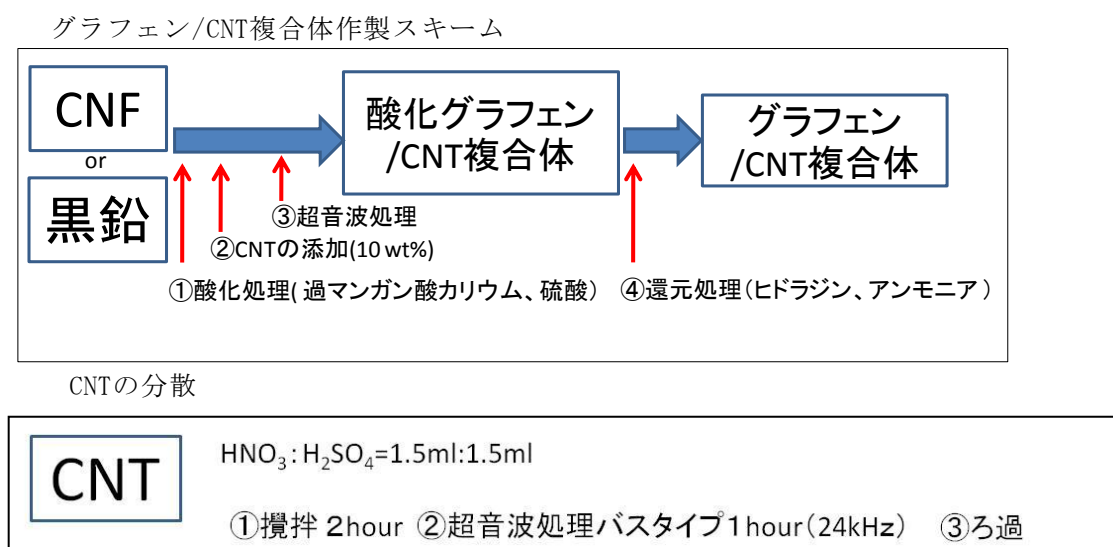 グラフェン/CNT複合体作製スキーム
CNF
or
黒鉛
酸化グラフェン
/CNT複合体
グラフェン
/CNT複合体
③超音波処理
②CNTの添加(10 wt%)
①酸化処理( 過マンガン酸カリウム、硫酸) ④還元処理(ヒドラジン、アンモニア)
CNTの分散
CNT
HNO₃:H₂SO₄=1.5ml:1.5ml
①攪拌 2hour ②超音波処理バスタイプ1hour(24kHz) ③ろ過